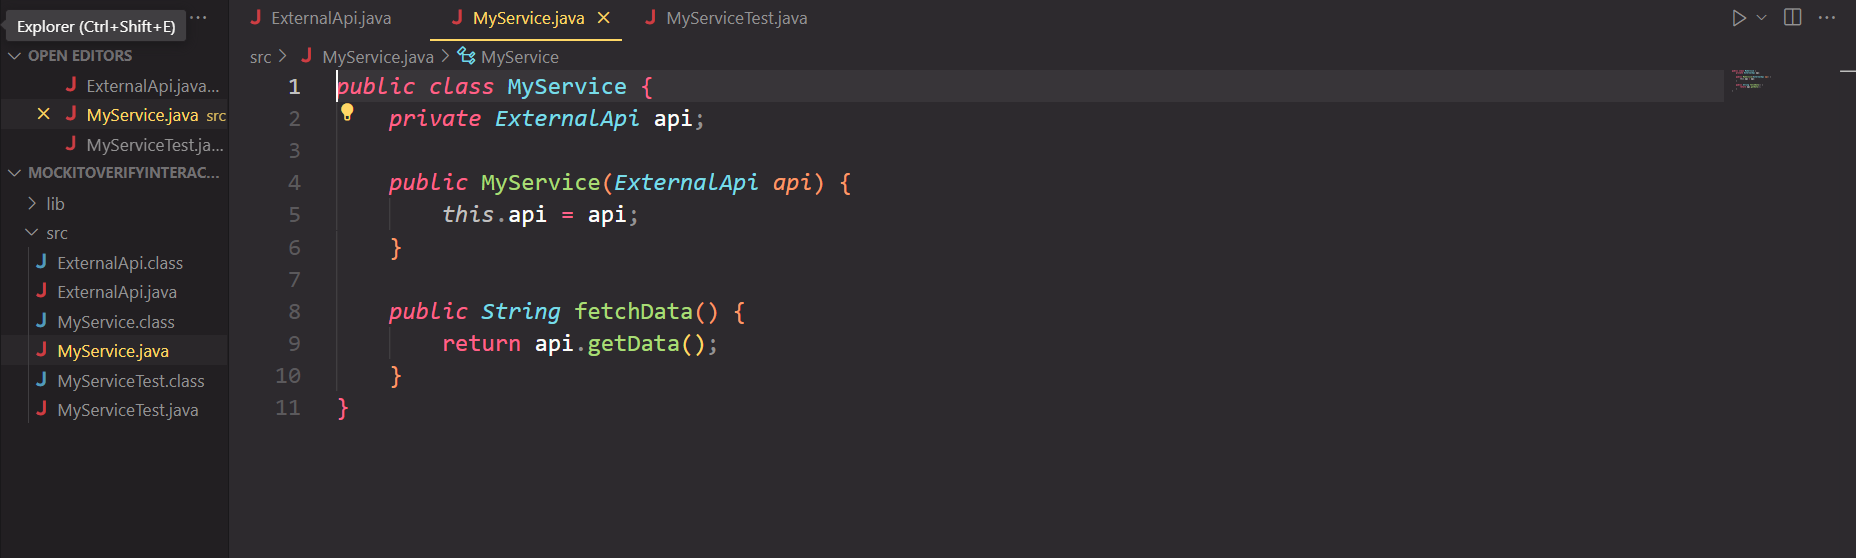 Explorer (Ctrl+Shift+E)
OPEN EDITORS
ExternalApi.java...
MyService.java src
MyServiceTest.ja...
MOCKITOVERIFYINTERAC...
lib
src
ExternalApi.class
ExternalApi.java
MyService.class
MyService.java
MyServiceTest.class
MyServiceTest.java
ExternalApi.java MyService.java MyServiceTest.java
src > MyService.java > MyService
1 public class MyService {
2     private ExternalApi api;
3
4     public MyService(ExternalApi api) {
5         this.api = api;
6     }
7
8     public String fetchData() {
9         return api.getData();
10     }
11 }